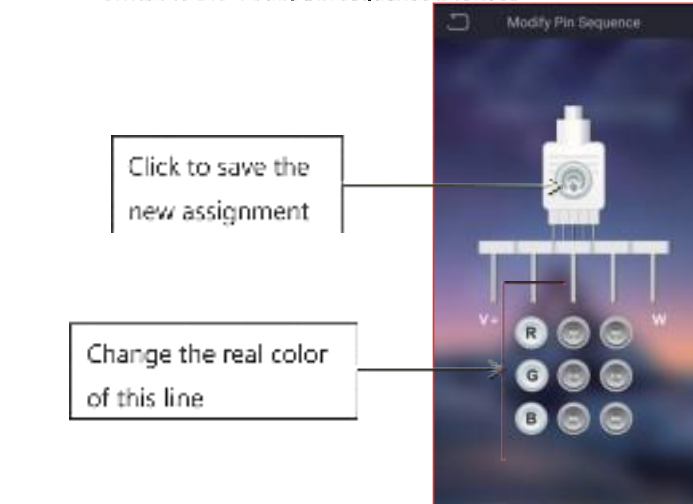 Modify Pin Sequence
Click to save the
new assignment
V+
W
Change the real color
of this line
R
G
B